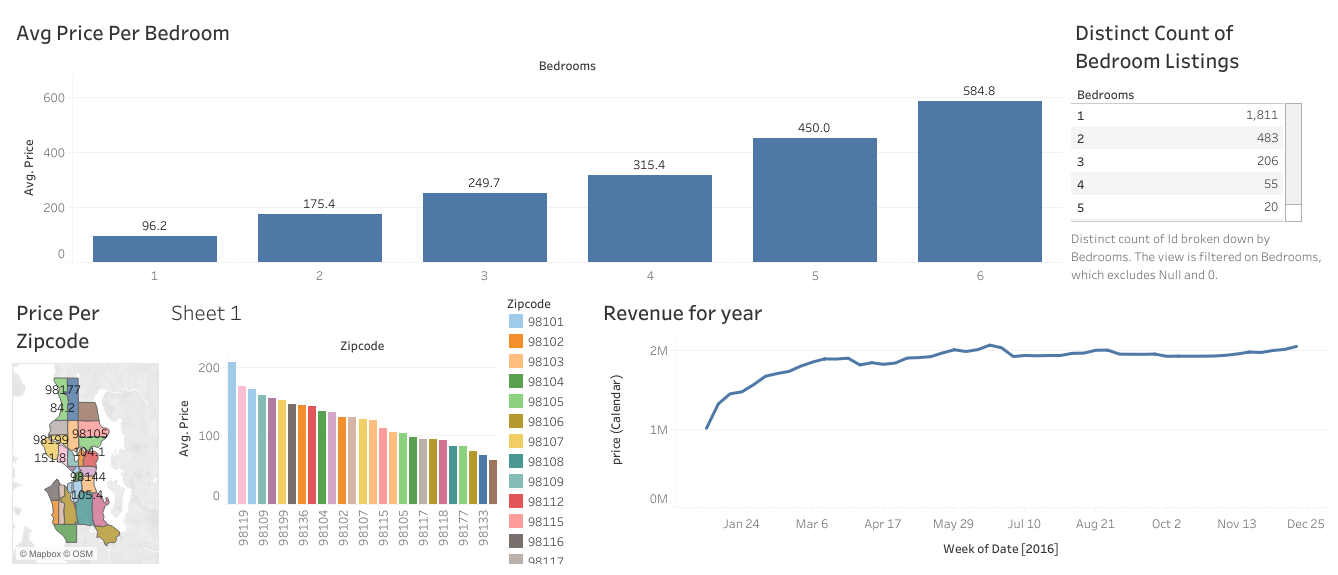 Avg Price Per Bedroom
Bedrooms
Avg. Price
600
400
200
0
96.2
175.4
249.7
315.4
450.0
584.8
1
2
3
4
5
6
Distinct Count of
Bedroom Listings
Bedrooms
1 1,811
2 483
3 206
4 55
5 20
Distinct count of Id broken down by
Bedrooms. The view is filtered on Bedrooms,
which excludes Null and 0.
Price Per
Zipcode
98177
84.2
98105
98199
104.1
151.8
98144
105.4
© Mapbox © OSM
Sheet 1
Zipcode
Avg. Price
200
100
0
98119
98109
98199
98136
98104
98102
98107
98115
98105
98117
98118
98177
98133
Zipcode
98101
98102
98103
98104
98105
98106
98107
98108
98109
98112
98115
98116
98117
Revenue for year
price (Calendar)
2M
1M
0M
Jan 24
Mar 6
Apr 17
May 29
Jul 10
Aug 21
Oct 2
Nov 13
Dec 25
Week of Date [2016]